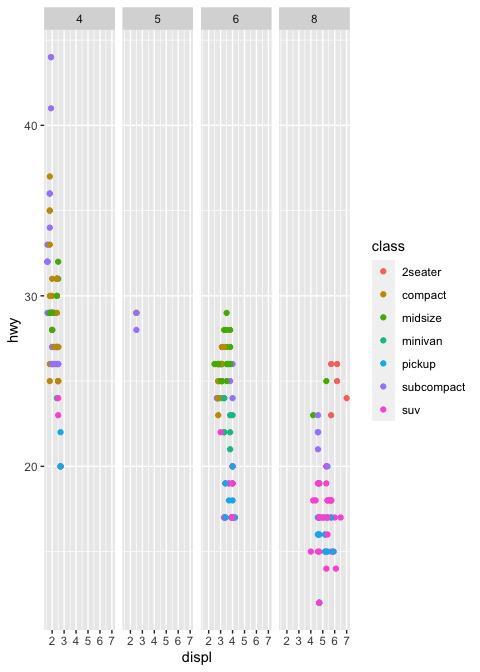 4 5 6 8
40
30
20
hwy
2 3 4 5 6 7 2 3 4 5 6 7 2 3 4 5 6 7 2 3 4 5 6 7
displ
class
2seater
compact
midsize
minivan
pickup
subcompact
suv